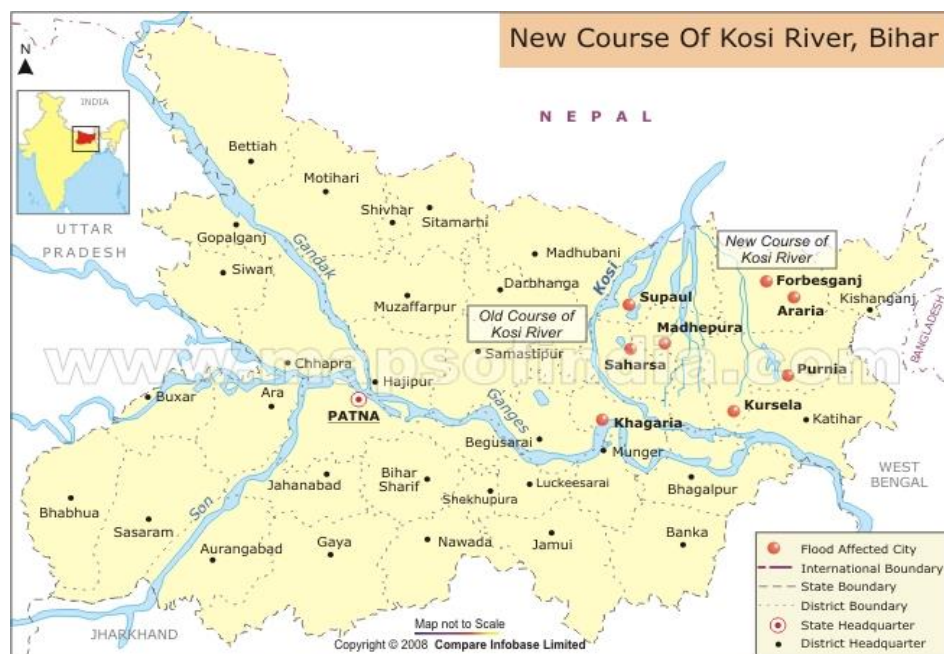 New Course Of Kosi River, Bihar
N
INDIA
NEPAL
Bettiah
Motihari
Shivhar
Sitamarhi
UTTAR
PRADESH
Gopalganj
Siwan
Gandak
Madhubani
Darbhanga
Muzaffarpur
Kosi
New Course of
Kosi River
Forbesganj
Araria
Kishanganj
BANGLADESH
Supaul
Old Course of
Kosi River
Madhepura
Saharsa
Samastipur
www.mapsofindia.com
Chhapra
Hajipur
Purnia
Buxar
Ara
PATNA
Ganges
Khagaria
Kursela
Katihar
Begusarai
Munger
WEST
BENGAL
Jahanabad
Bihar
Sharif
Shekhupura
Luckeesarai
Bhagalpur
Bhabhua
Sasaram
Son
Aurangabad
Gaya
Nawada
Jamui
Banka
Flood Affected City
International Boundary
State Boundary
District Boundary
State Headquarter
District Headquarter
JHARKHAND
Map not to Scale
Copyright © 2008 Compare Infobase Limited